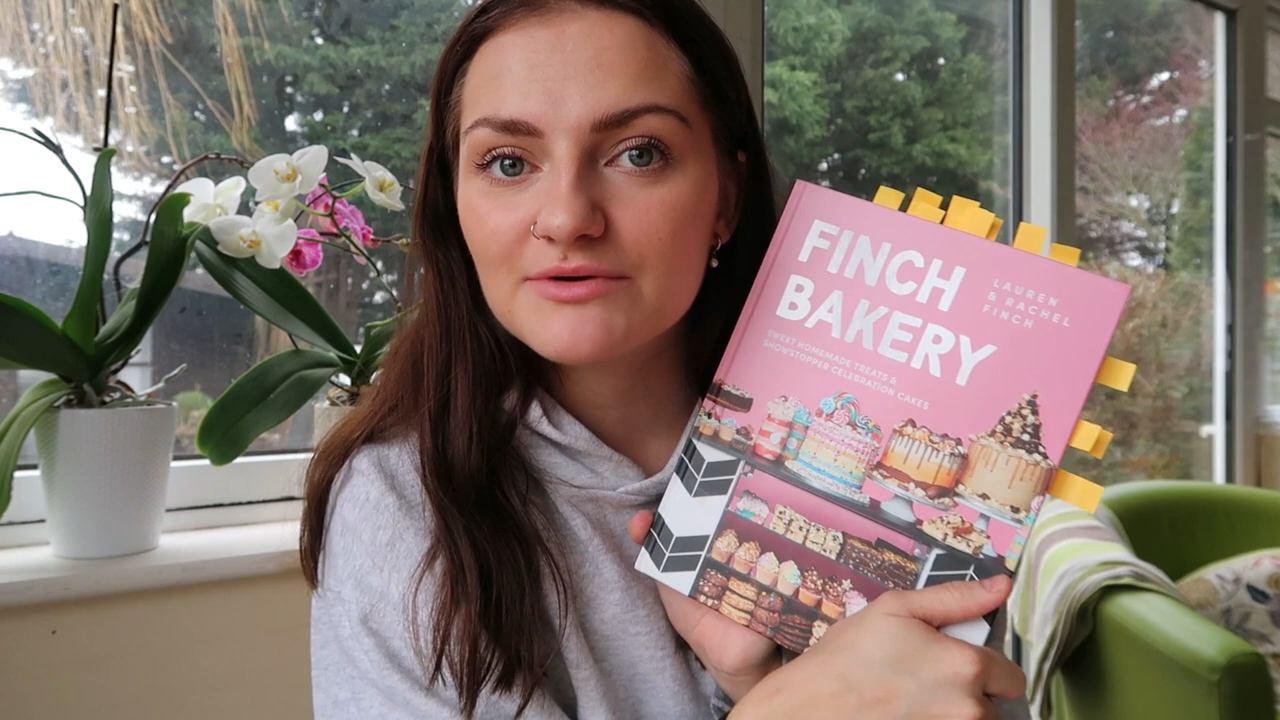 FINCH
BAKERY
LAUREN
& RACHEL
FINCH
SWEET HOMEMADE TREATS &
SHOWSTOPPER CELEBRATION CAKES